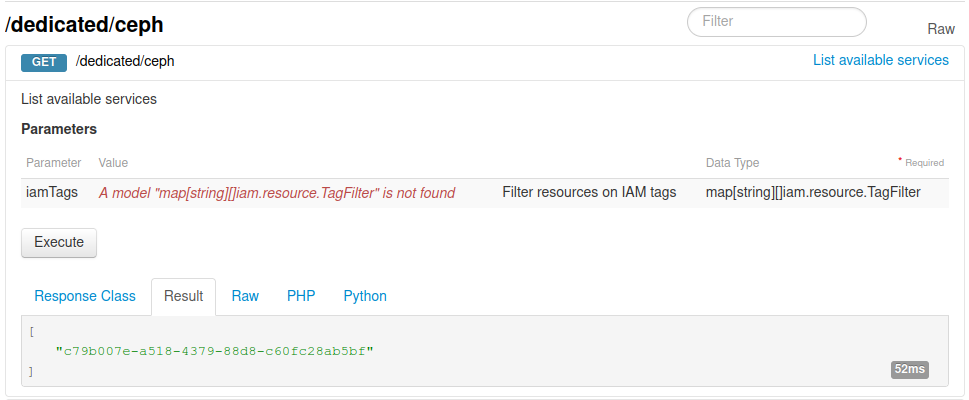 /dedicated/ceph
Filter
Raw
GET /dedicated/ceph List available services
List available services
Parameters
Parameter Value Data Type * Required
iamTags A model "map[string][]iam.resource.TagFilter" is not found Filter resources on IAM tags map[string][]iam.resource.TagFilter
Execute
Response Class Result Raw PHP Python
[
"c79b007e-a518-4379-88d8-c60fc28ab5bf"
]
52ms